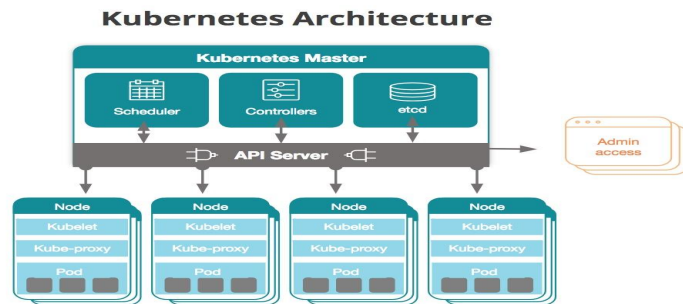 Kubernetes Architecture
Kubernetes Master
Scheduler
Controllers
etcd
API Server
Admin
access
Node
Kubelet
Kube-proxy
Pod
Node
Kubelet
Kube-proxy
Pod
Node
Kubelet
Kube-proxy
Pod
Node
Kubelet
Kube-proxy
Pod